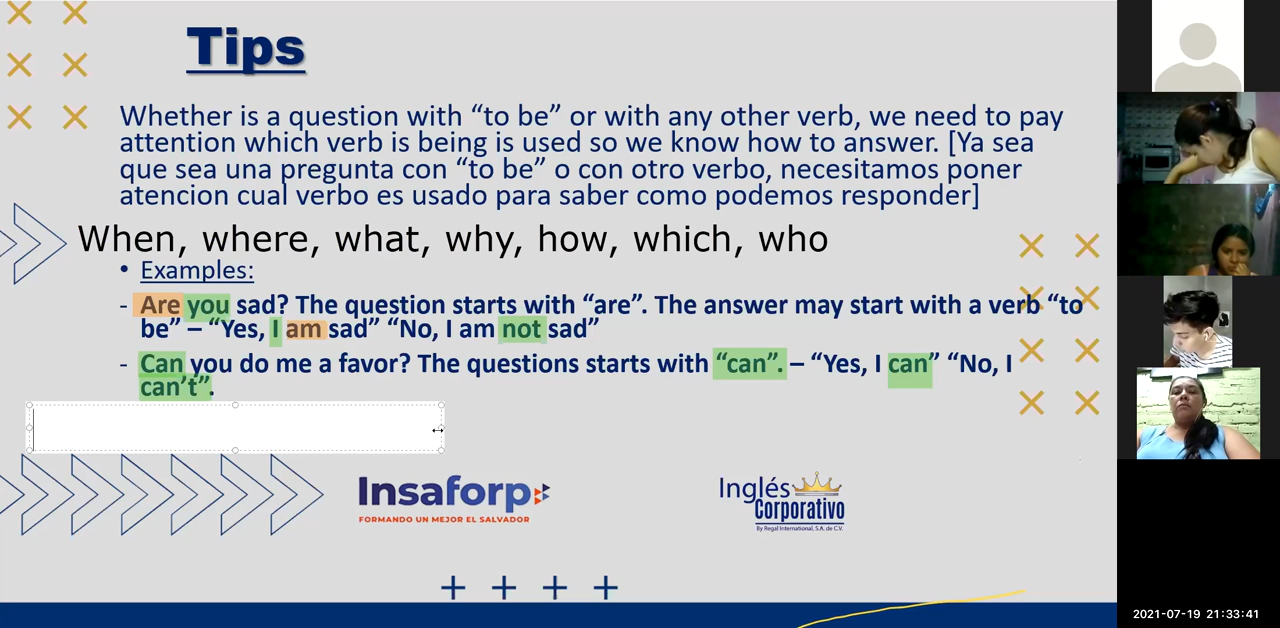 Tips
Whether is a question with “to be” or with any other verb, we need to pay
attention which verb is being is used so we know how to answer. [Ya sea
que sea una pregunta con “to be” o con otro verbo, necesitamos poner
atencion cual verbo es usado para saber como podemos responder]
When, where, what, why, how, which, who
• Examples:
- Are you sad? The question starts with “are”. The answer may start with a verb “to
be” – “Yes, I am sad” “No, I am not sad”
- Can you do me a favor? The questions starts with “can”. – “Yes, I can” “No, I
can’t”.
Insaforp
FORMANDO UN MEJOR EL SALVADOR
Inglés
Corporativo
By Regal International, S.A. de C.V.
2021-07-19 21:33:41